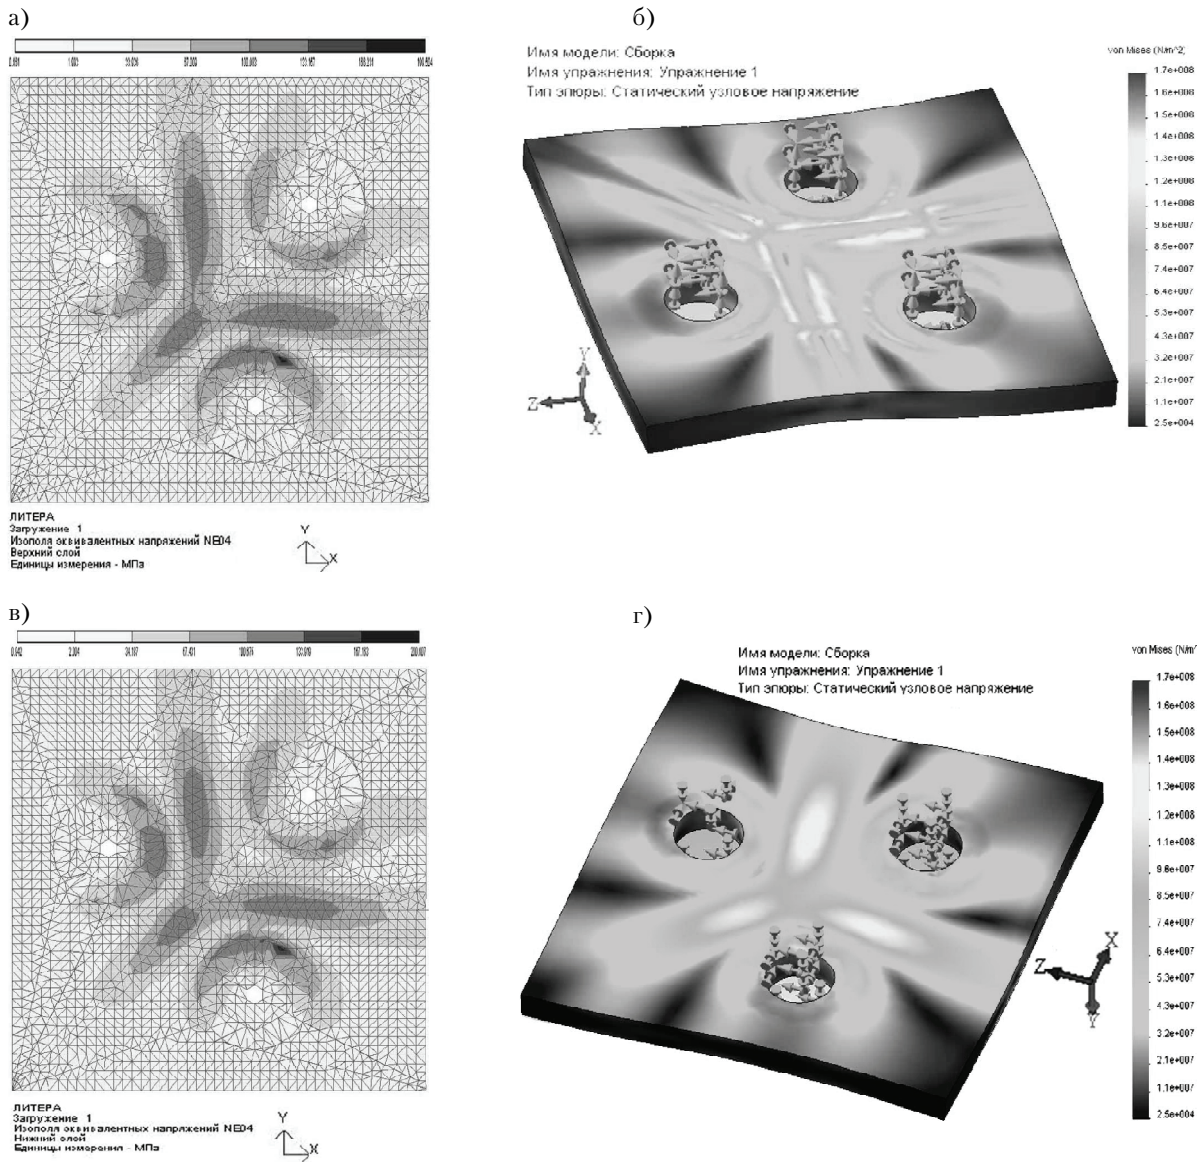 а)
б)
Имя модели: Сборка
Имя упражнения: Упражнение 1
Тип эпюры: Статический узловое напряжение
von Mises (N/m^2)
1.7e+008
1.6e+008
1.5e+008
1.4e+008
1.3e+008
1.2e+008
1.1e+008
9.6e+007
8.5e+007
7.4e+007
6.4e+007
5.3e+007
4.3e+007
3.2e+007
2.1e+007
1.1e+007
2.5e+004
Y
Z
X
ЛИТЕРА
Загружение 1
Изополя эквивалентных напряжений NE04
Верхний слой
Единицы измерения - МПа
Y
X
в)
г)
Имя модели: Сборка
Имя упражнения: Упражнение 1
Тип эпюры: Статический узловое напряжение
von Mises (N/m
1.7e+008
1.6e+008
1.5e+008
1.4e+008
1.3e+008
1.2e+008
1.1e+008
9.6e+007
8.5e+007
7.4e+007
6.4e+007
5.3e+007
4.3e+007
3.2e+007
2.1e+007
1.1e+007
2.5e+004
X
Z
Y
ЛИТЕРА
Загружение 1
Изополя эквивалентных напряжений NE04
Нижний слой
Единицы измерения - МПа
Y
X